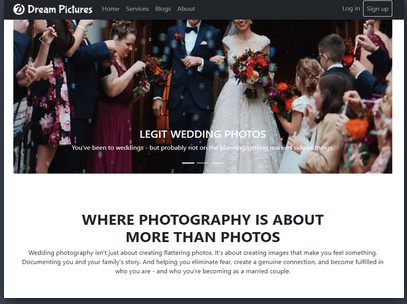 Dream Pictures Home Services Blogs About Log in Sign up
LEGIT WEDDING PHOTOS
You've been to weddings - but probably not on the planning/getting married side of things.
WHERE PHOTOGRAPHY IS ABOUT
MORE THAN PHOTOS
Wedding photography isn't just about creating flattering photos. It's about creating images that make you feel something.
Documenting you and your family's story. And helping you eliminate fear, create a genuine connection, and become fulfilled in
who you are - and who you're becoming as a married couple.